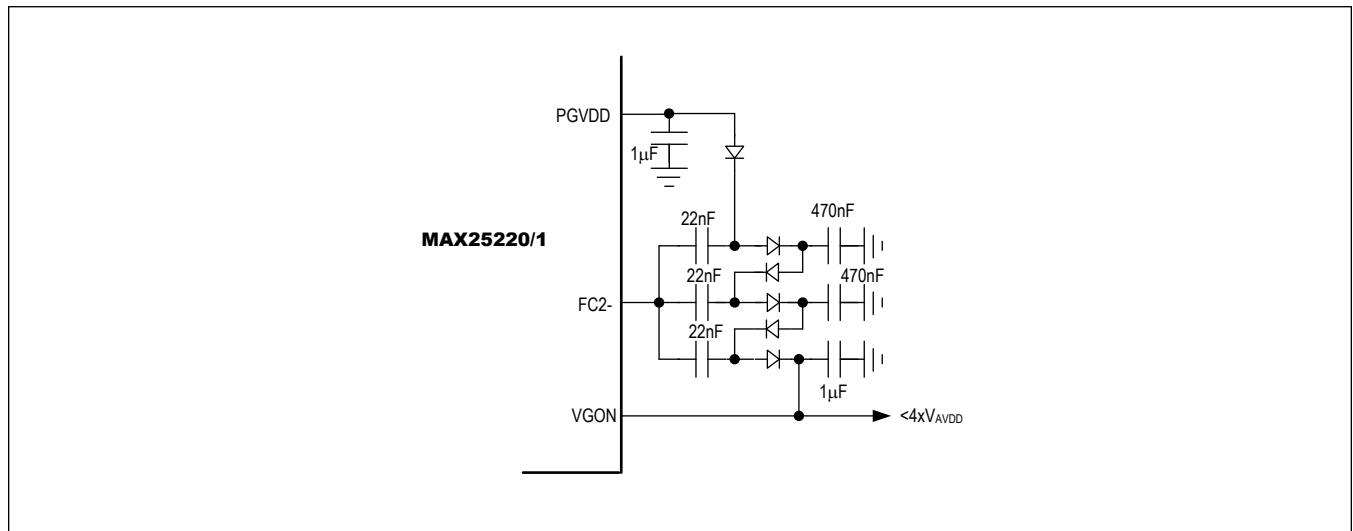 PGVDD
1μF
MAX25220/1
22nF
470nF
22nF
470nF
FC2-
22nF
1μF
VGON
<4xVAVDD